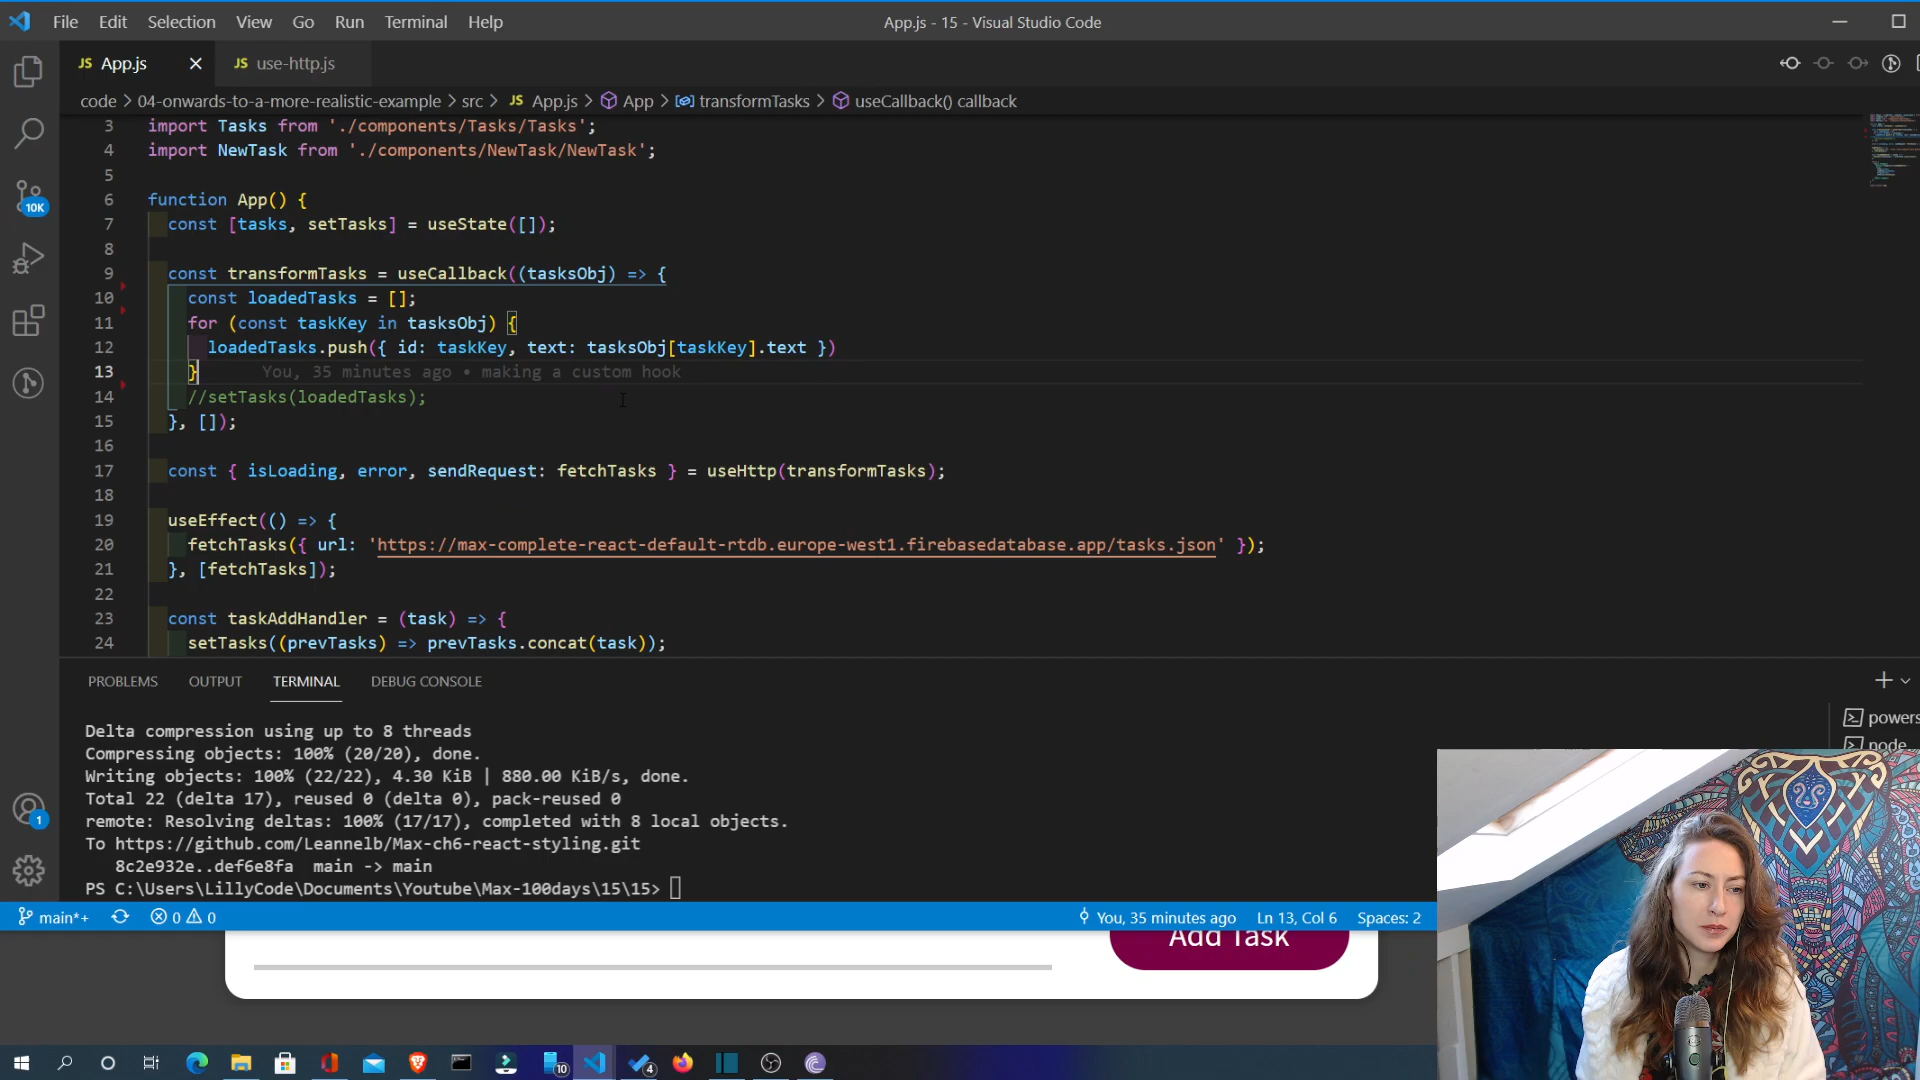 File Edit Selection View Go Run Terminal Help
App.js - 15 - Visual Studio Code
JS App.js
JS use-http.js
code > 04-onwards-to-a-more-realistic-example > src > JS App.js > App > transformTasks > useCallback() callback
3 import Tasks from './components/Tasks/Tasks';
4 import NewTask from './components/NewTask/NewTask';
5
6 function App() {
7 const [tasks, setTasks] = useState([]);
8
9 const transformTasks = useCallback((tasksObj) => {
10 const loadedTasks = [];
11 for (const taskKey in tasksObj) {
12 loadedTasks.push({ id: taskKey, text: tasksObj[taskKey].text })
13 } You, 35 minutes ago • making a custom hook
14 //setTasks(loadedTasks);
15 }, []);
16
17 const { isLoading, error, sendRequest: fetchTasks } = useHttp(transformTasks);
18
19 useEffect(() => {
20 fetchTasks({ url: 'https://max-complete-react-default-rtdb.europe-west1.firebasedatabase.app/tasks.json' });
21 }, [fetchTasks]);
22
23 const taskAddHandler = (task) => {
24 setTasks((prevTasks) => prevTasks.concat(task));
10K
PROBLEMS OUTPUT TERMINAL DEBUG CONSOLE
Delta compression using up to 8 threads
Compressing objects: 100% (20/20), done.
Writing objects: 100% (22/22), 4.30 KiB | 880.00 KiB/s, done.
Total 22 (delta 17), reused 0 (delta 0), pack-reused 0
remote: Resolving deltas: 100% (17/17), completed with 8 local objects.
To https://github.com/Leannelb/Max-ch6-react-styling.git
8c2e932e..def6e8fa main -> main
PS C:\Users\LillyCode\Documents\Youtube\Max-100days\15\15>
powers
node
1
main*+ 0 0
You, 35 minutes ago Ln 13, Col 6 Spaces: 2
Add Task
10
4